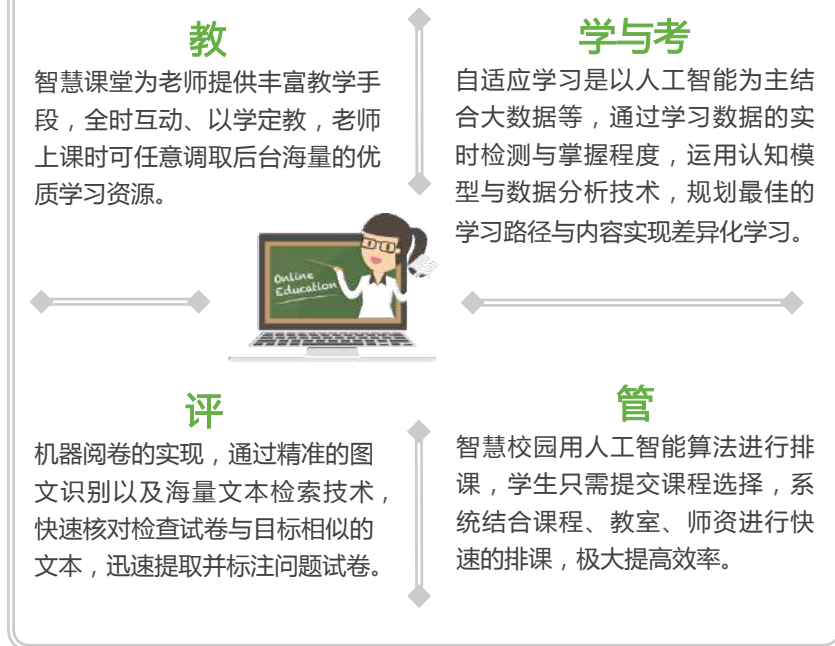 教
智慧课堂为老师提供丰富教学手
段，全时互动、以学定教，老师
上课时可任意调取后台海量的优
质学习资源。
学与考
自适应学习是以人工智能为主结
合大数据等，通过学习数据的实
时检测与掌握程度，运用认知模
型与数据分析技术，规划最佳的
学习路径与内容实现差异化学习。
Online
Education
评
机器阅卷的实现，通过精准的图
文识别以及海量文本检索技术，
快速核对检查试卷与目标相似的
文本，迅速提取并标注问题试卷。
管
智慧校园用人工智能算法进行排
课，学生只需提交课程选择，系
统结合课程、教室、师资进行快
速的排课，极大提高效率。